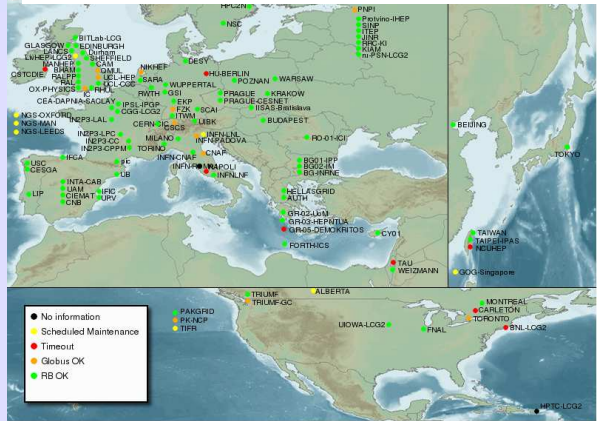 HPC2N
NSC
PNPI
Protvino-IHEP
SINP
ITEP
JINR
RRC-KI
KIAM
ru-PSN-LCG2
BITLab-LCG
GLASGOW
EDINBURGH
LANCS
Durham
LivHEP-LCG2
SHEFFIELD
MANHEP
CAM
BHAM
QMUL
CSTCDIE
RALPP
UCL-HEP
RAL
UCL-CCC
OX-PHYSICS
IC
RHUL
NIKHEF
SARA
RWTH
WUPPERTAL
GSI
DESY
HU-BERLIN
POZNAN
WARSAW
PRAGUE
KRAKOW
PRAGUE-CESNET
IISAS-Bratislava
BUDAPEST
CEA-DAPNIA-SACLAY
IPSL-IPGP
CGG-LCG2
IN2P3-LAL
EKP
FZK
ITWM
SCAI
CERN-CIC
CSCS
UIBK
NGS-OXFORD
NGS-MAN
NGS-LEEDS
IN2P3-LPC
IN2P3-CC
IN2P3-CPPM
MILANO
TORINO
INFN-LNL
INFN-PADOVA
INFN-CNAF
CNAF
NAPOLI
INFNLNF
RO-01-ICI
BG01-IPP
BG02-IM
BG-INRNE
USC
CESGA
IFCA
pic
UB
LIP
INTA-CAB
UAM
CIEMAT
CNB
IFIC
UPV
HELLASGRID
AUTH
GR-02-UoM
GR-03-HEPNTUA
GR-05-DEMOKRITOS
FORTH-ICS
CY01
TAU
WEIZMANN
BEIJING
TOKYO
TAIWAN
TAIPEI-IPAS
NCUHEP
GOG-Singapore
No information
Scheduled Maintenance
Timeout
Globus OK
RB OK
PAKGRID
PK-NCP
TIFR
TRIUMF
TRIUMF-GC
ALBERTA
UIOWA-LCG2
FNAL
MONTREAL
CARLETON
TORONTO
BNL-LCG2
HPTC-LCG2